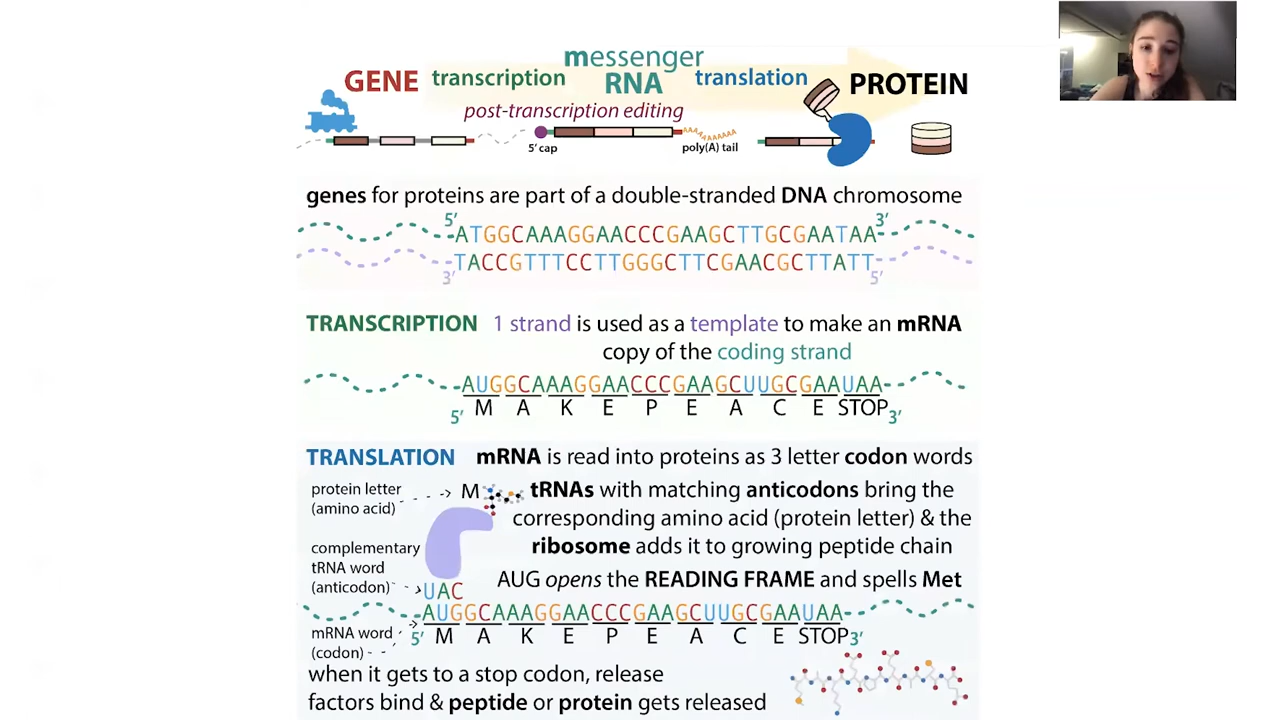 messenger
GENE transcription RNA translation PROTEIN
post-transcription editing
5' cap
AAAAAAAAAA
poly(A) tail
genes for proteins are part of a double-stranded DNA chromosome
5' 3'
ATGGCAAAGGAACCCGAAGCTTGCGAATAA
TACCGTTTCCTTGGGCTTCGAACGCTTATT
3' 5'
TRANSCRIPTION 1 strand is used as a template to make an mRNA
copy of the coding strand
AUGGCAAAGGAACCCGAAGCUUGCGAAUAA
5' M A K E P E A C E STOP 3'
TRANSLATION mRNA is read into proteins as 3 letter codon words
protein letter
(amino acid)
M
tRNAs with matching anticodons bring the
corresponding amino acid (protein letter) & the
ribosome adds it to growing peptide chain
complementary
tRNA word
(anticodon)
AUG opens the READING FRAME and spells Met
UAC
AUGGCAAAGGAACCCGAAGCUUGCGAAUAA
mRNA word
(codon)
5' M A K E P E A C E STOP 3'
when it gets to a stop codon, release
factors bind & peptide or protein gets released